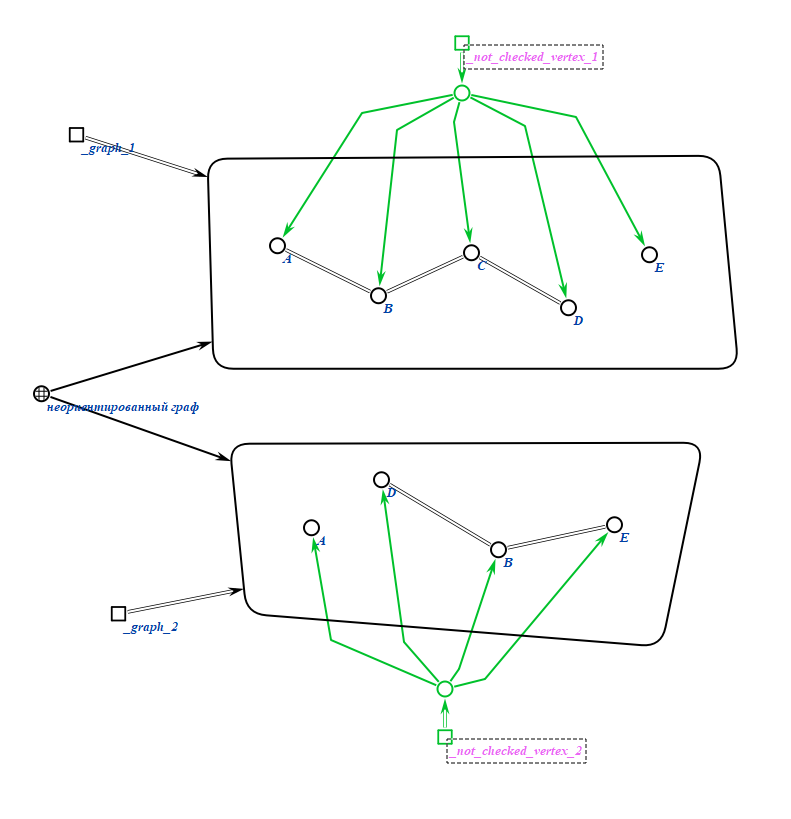 _not_checked_vertex_1
_graph_1
A
B
C
D
E
неориентированный граф
D
A
B
E
_graph_2
_not_checked_vertex_2